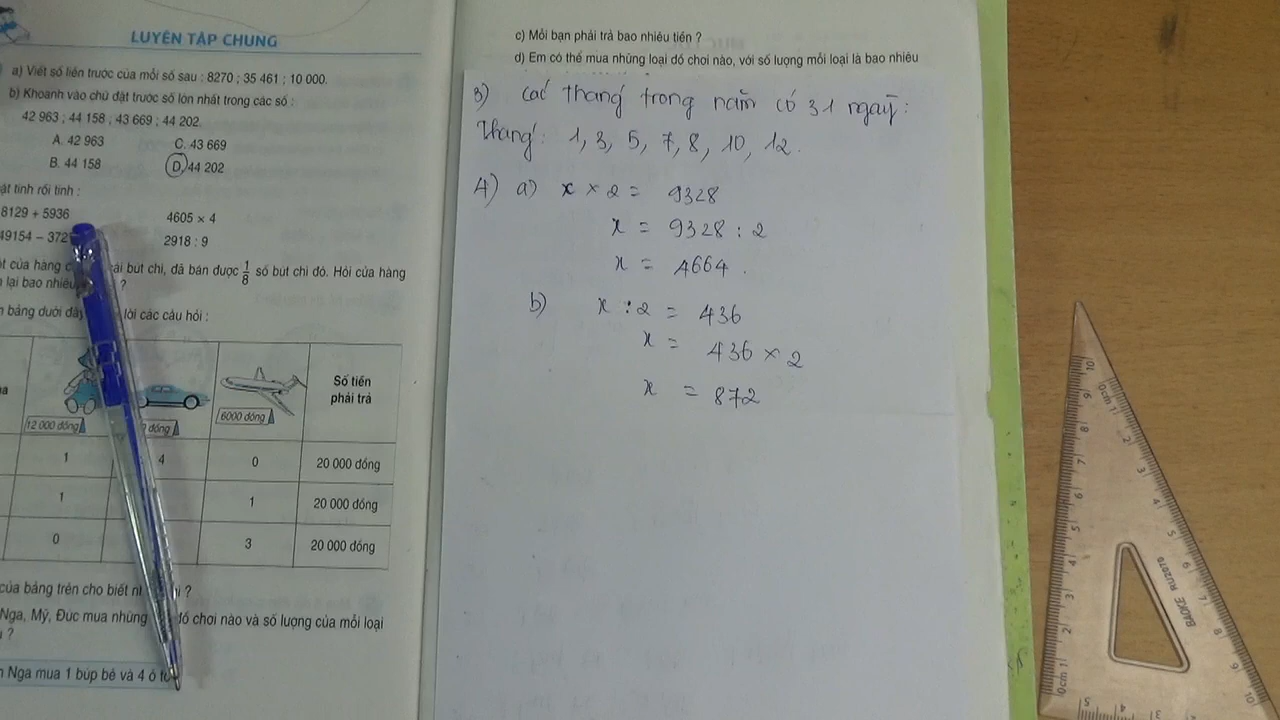 LUYỆN TẬP CHUNG
a) Viết số liền trước của mỗi số sau : 8270 ; 35 461 ; 10 000.
b) Khoanh vào chữ đặt trước số lớn nhất trong các số :
42 963 ; 44 158 ; 43 669 ; 44 202.
A. 42 963 C. 43 669
B. 44 158 D. 44 202
tính rồi tính :
8129 + 5936 4605 × 4
49154 – 2918 : 9
của hàng bút chì, đã bán được 1/8 số bút chì đó. Hỏi cửa hàng
lại bao nhiêu ?
bảng dưới đây lời các câu hỏi :
12 000 đồng đồng 6000 đồng Số tiền phải trả
1 4 0 20 000 đồng
1 1 20 000 đồng
0 3 20 000 đồng
của bảng trên cho biết ?
Nga, Mỹ, Đức mua những đồ chơi nào và số lượng của mỗi loại
?
Nga mua 1 búp bê và 4 ô tô
c) Mỗi bạn phải trả bao nhiêu tiền ?
d) Em có thể mua những loại đồ chơi nào, với số lượng mỗi loại là bao nhiêu
3) Các tháng trong năm có 31 ngày :
Tháng : 1, 3, 5, 7, 8, 10, 12.
4) a) x × 2 = 9328
x = 9328 : 2
x = 4664.
b) x : 2 = 436
x = 436 × 2
x = 872
BAOKE RU2070